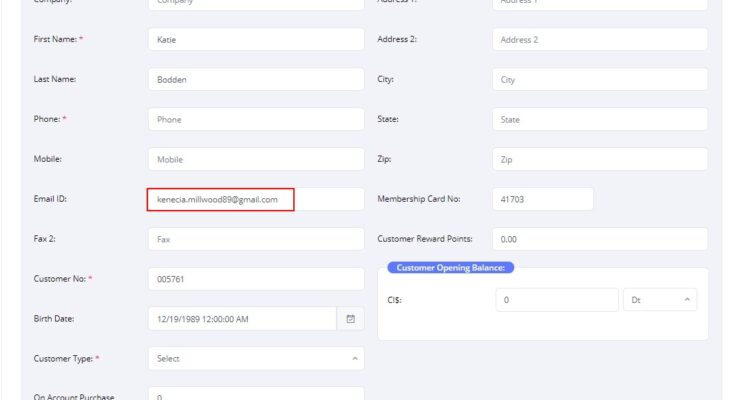 Company: Company Address 1: Address 1
First Name: * Katie Address 2: Address 2
Last Name: Bodden City: City
Phone: * Phone State: State
Mobile: Mobile Zip: Zip
Email ID: kenecia.millwood89@gmail.com Membership Card No: 41703
Fax 2: Fax Customer Reward Points: 0.00
Customer Opening Balance:
Customer No: * 005761
CI$: 0 Dt
Birth Date: 12/19/1989 12:00:00 AM
Customer Type: * Select
On Account Purchase 0